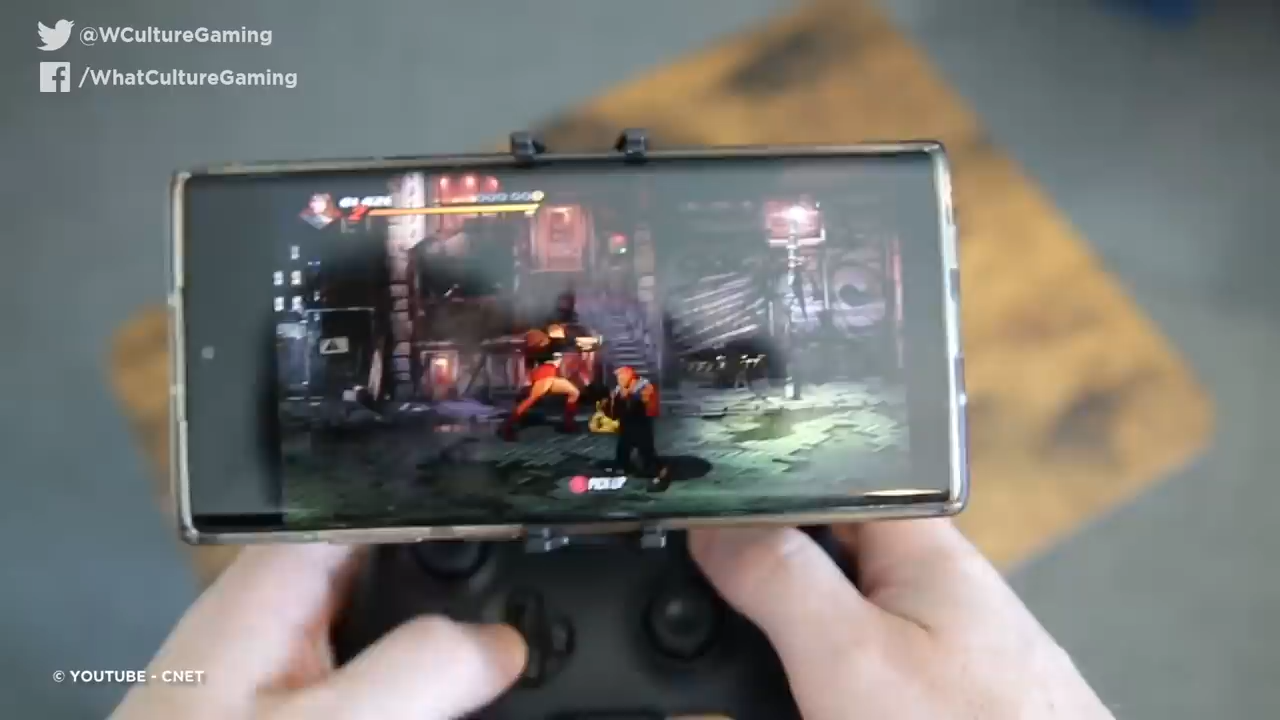 @WCultureGaming
/WhatCultureGaming
PICK UP
© YOUTUBE - CNET